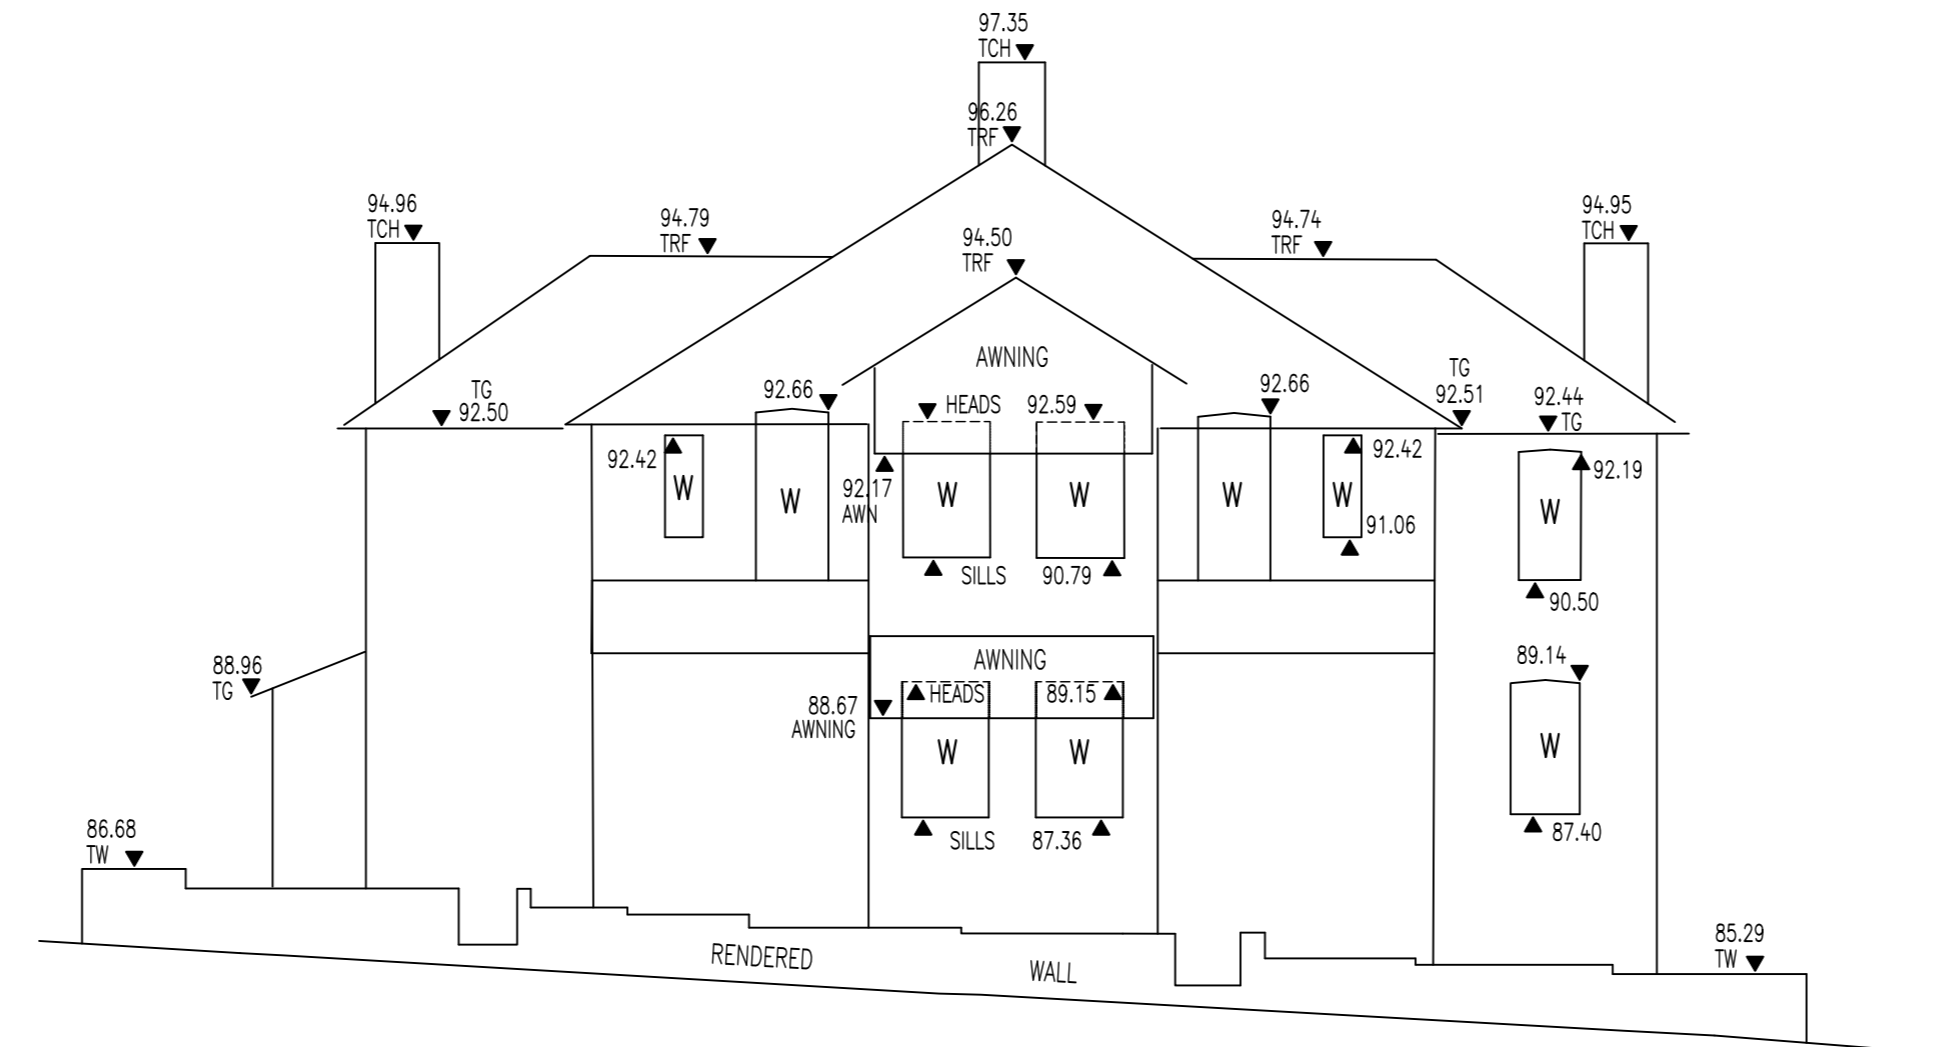 97.35
TCH
96.26
TRF
94.96
TCH
94.79
TRF
94.50
TRF
94.74
TRF
94.95
TCH
AWNING
TG
92.50
92.66
HEADS
92.59
92.66
TG
92.51
92.44
TG
92.42
W
W
92.17
AWN
W
W
W
W
92.42
91.06
92.19
W
SILLS
90.79
90.50
88.96
TG
AWNING
HEADS
89.15
88.67
AWNING
W
W
89.14
W
SILLS
87.36
87.40
86.68
TW
RENDERED
WALL
85.29
TW